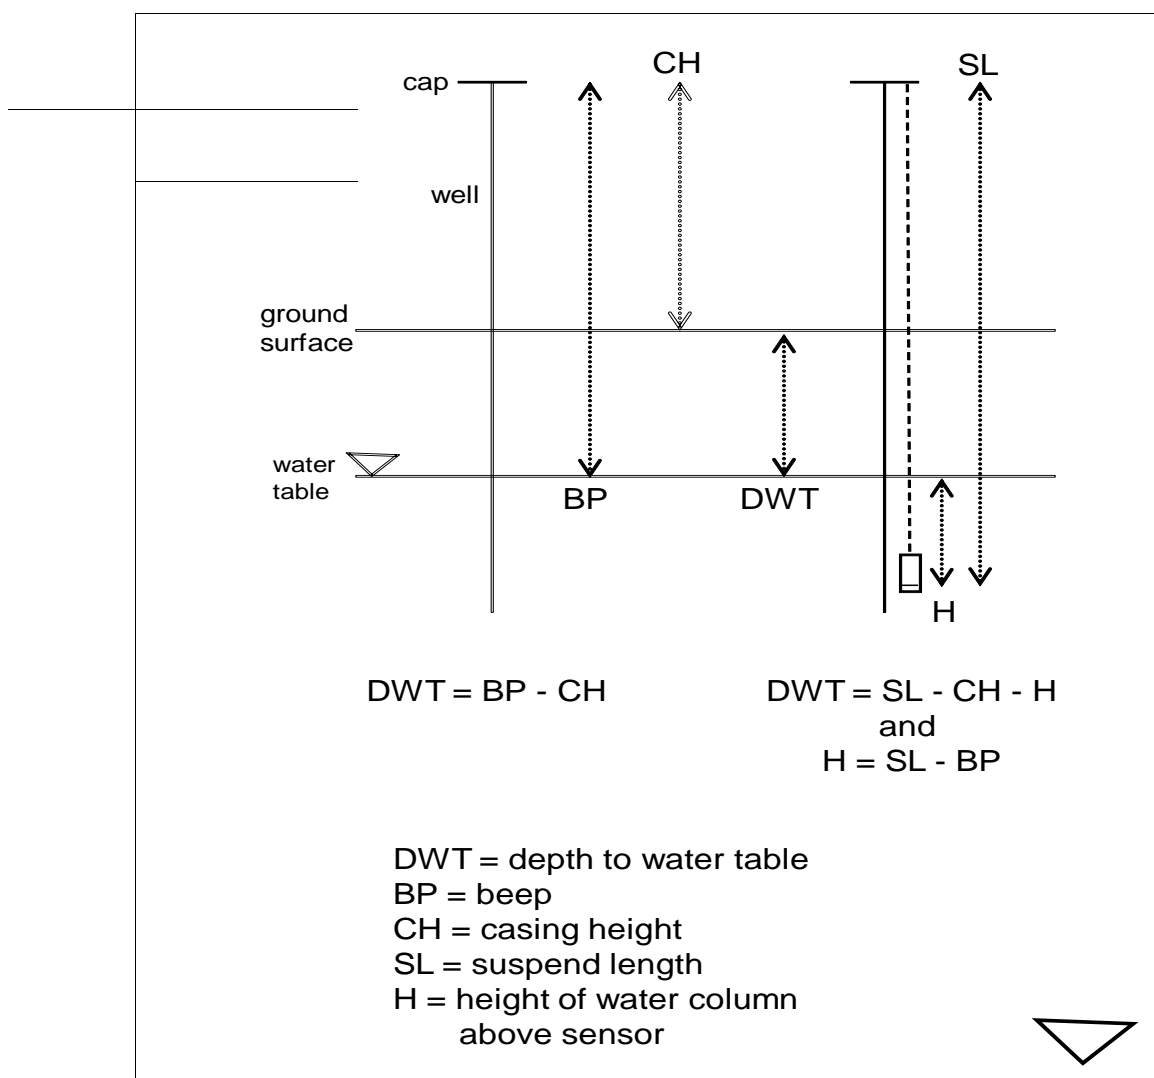 CH
SL
cap
well
ground
surface
water
table
BP
DWT
H
DWT = BP - CH
DWT = SL - CH - H
and
H = SL - BP
DWT = depth to water table
BP = beep
CH = casing height
SL = suspend length
H = height of water column
above sensor